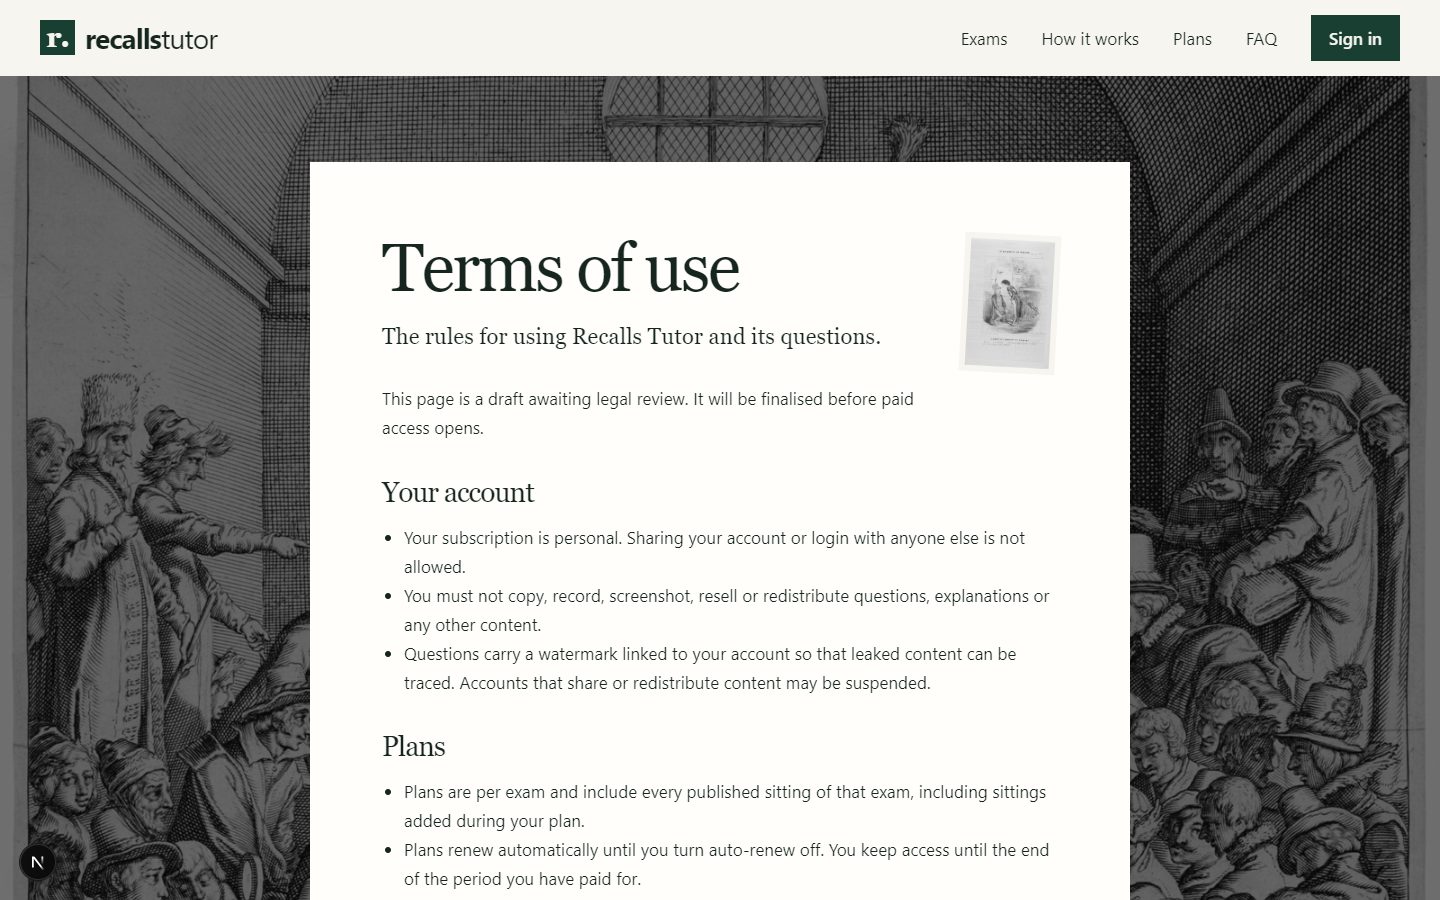 r. recallstutor
Exams How it works Plans FAQ Sign in
Terms of use
The rules for using Recalls Tutor and its questions.
This page is a draft awaiting legal review. It will be finalised before paid
access opens.
Your account
• Your subscription is personal. Sharing your account or login with anyone else is not
allowed.
• You must not copy, record, screenshot, resell or redistribute questions, explanations or
any other content.
• Questions carry a watermark linked to your account so that leaked content can be
traced. Accounts that share or redistribute content may be suspended.
Plans
• Plans are per exam and include every published sitting of that exam, including sittings
added during your plan.
• Plans renew automatically until you turn auto-renew off. You keep access until the end
of the period you have paid for.
N